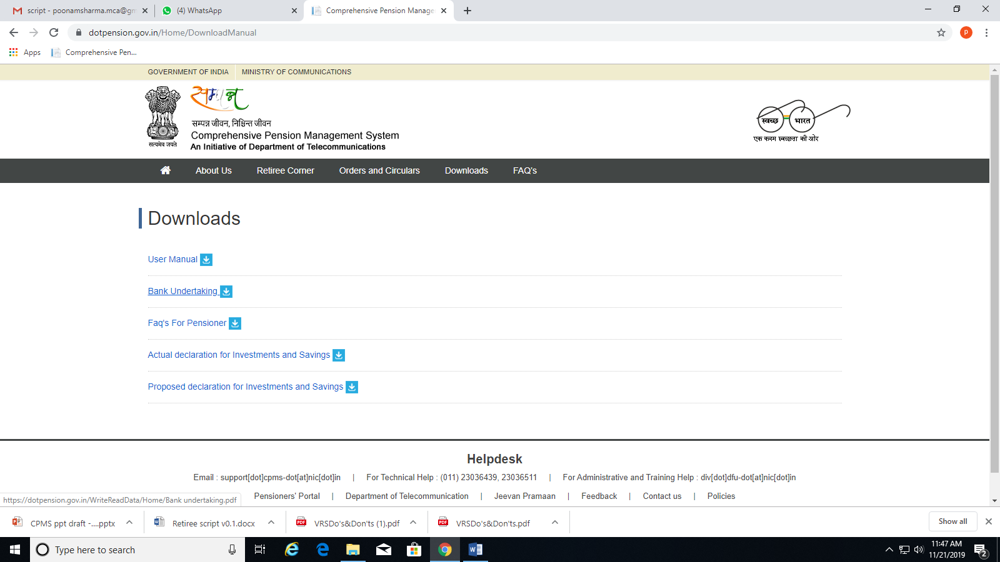 script - poonamsharma.mca@gm
(4) WhatsApp
Comprehensive Pension Manage
dotpension.gov.in/Home/DownloadManual
P
Apps
Comprehensive Pen...
GOVERNMENT OF INDIA
MINISTRY OF COMMUNICATIONS
सम्पन्न
सम्पन्न जीवन, निश्चिन्त जीवन
Comprehensive Pension Management System
An Initiative of Department of Telecommunications
सत्यमेव जयते
स्वच्छ भारत
एक कदम स्वच्छता की ओर
About Us
Retiree Corner
Orders and Circulars
Downloads
FAQ's
Downloads
User Manual
Bank Undertaking
Faq's For Pensioner
Actual declaration for Investments and Savings
Proposed declaration for Investments and Savings
Helpdesk
Email : support[dot]cpms-dot[at]nic[dot]in | For Technical Help : (011) 23036439, 23036511 | For Administrative and Training Help : div[dot]dfu-dot[at]nic[dot]in
Pensioners' Portal | Department of Telecommunication | Jeevan Pramaan | Feedback | Contact us | Policies
https://dotpension.gov.in/WriteReadData/Home/Bank undertaking.pdf
CPMS ppt draft -....pptx
Retiree script v0.1.docx
PDF
VRSDo's&Don'ts (1).pdf
PDF
VRSDo's&Don'ts.pdf
Show all
Type here to search
11:47 AM
11/21/2019
2